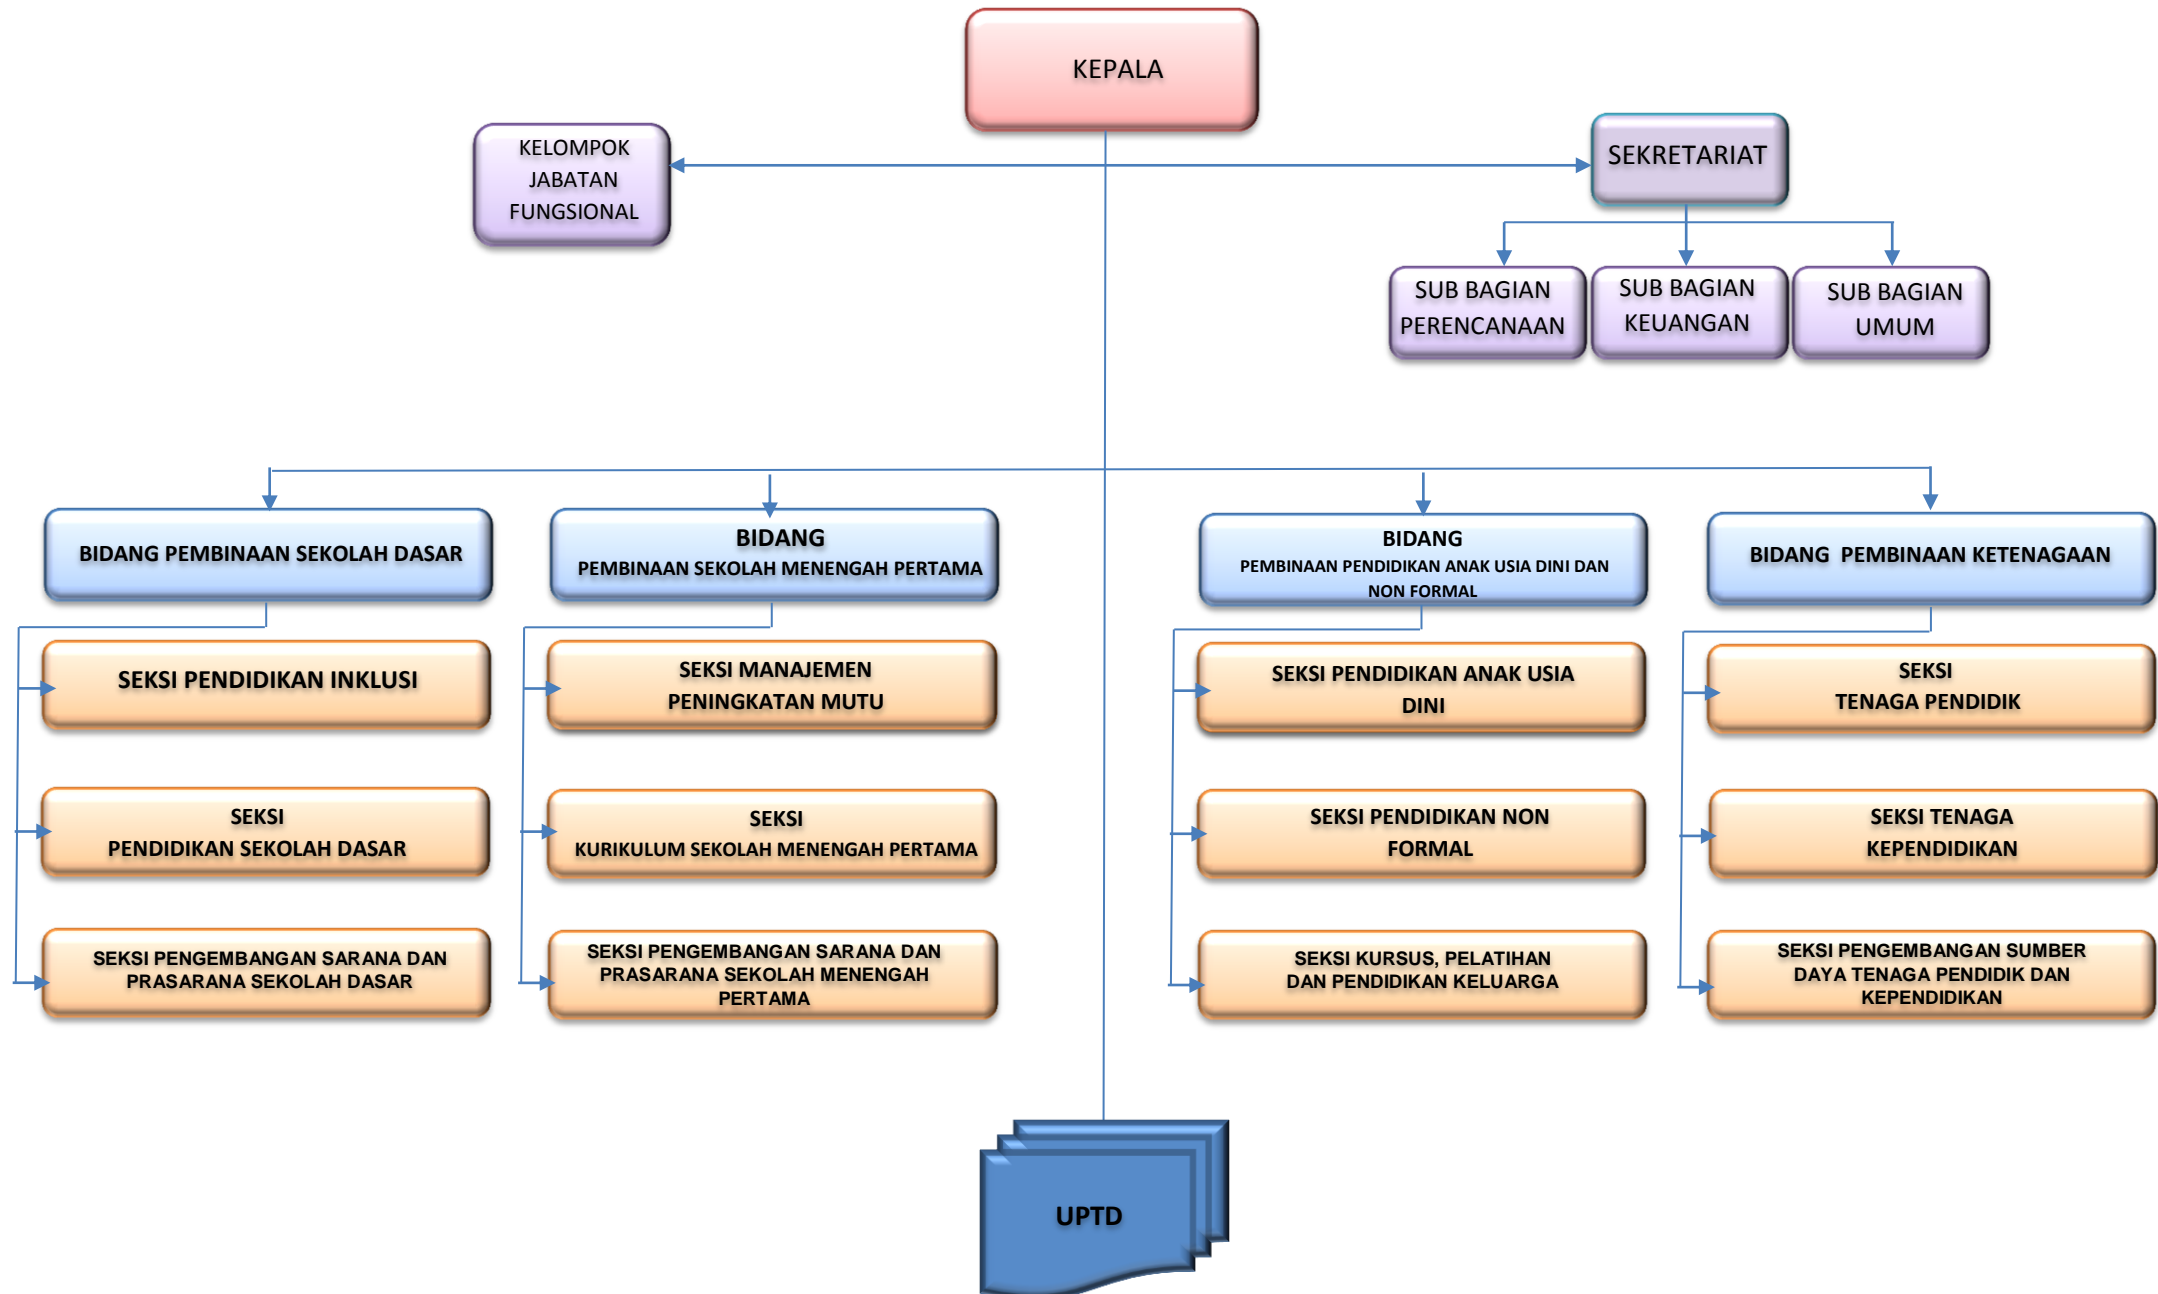 KEPALA
KELOMPOK
JABATAN
FUNGSIONAL
SEKRETARIAT
SUB BAGIAN
PERENCANAAN
SUB BAGIAN
KEUANGAN
SUB BAGIAN
UMUM
BIDANG PEMBINAAN SEKOLAH DASAR
BIDANG
PEMBINAAN SEKOLAH MENENGAH PERTAMA
BIDANG
PEMBINAAN PENDIDIKAN ANAK USIA DINI DAN
NON FORMAL
BIDANG  PEMBINAAN KETENAGAAN
SEKSI PENDIDIKAN INKLUSI
SEKSI MANAJEMEN
PENINGKATAN MUTU
SEKSI PENDIDIKAN ANAK USIA
DINI
SEKSI
TENAGA PENDIDIK
SEKSI
PENDIDIKAN SEKOLAH DASAR
SEKSI
KURIKULUM SEKOLAH MENENGAH PERTAMA
SEKSI PENDIDIKAN NON
FORMAL
SEKSI TENAGA
KEPENDIDIKAN
SEKSI PENGEMBANGAN SARANA DAN
PRASARANA SEKOLAH DASAR
SEKSI PENGEMBANGAN SARANA DAN
PRASARANA SEKOLAH MENENGAH
PERTAMA
SEKSI KURSUS, PELATIHAN
DAN PENDIDIKAN KELUARGA
SEKSI PENGEMBANGAN SUMBER
DAYA TENAGA PENDIDIK DAN
KEPENDIDIKAN
UPTD